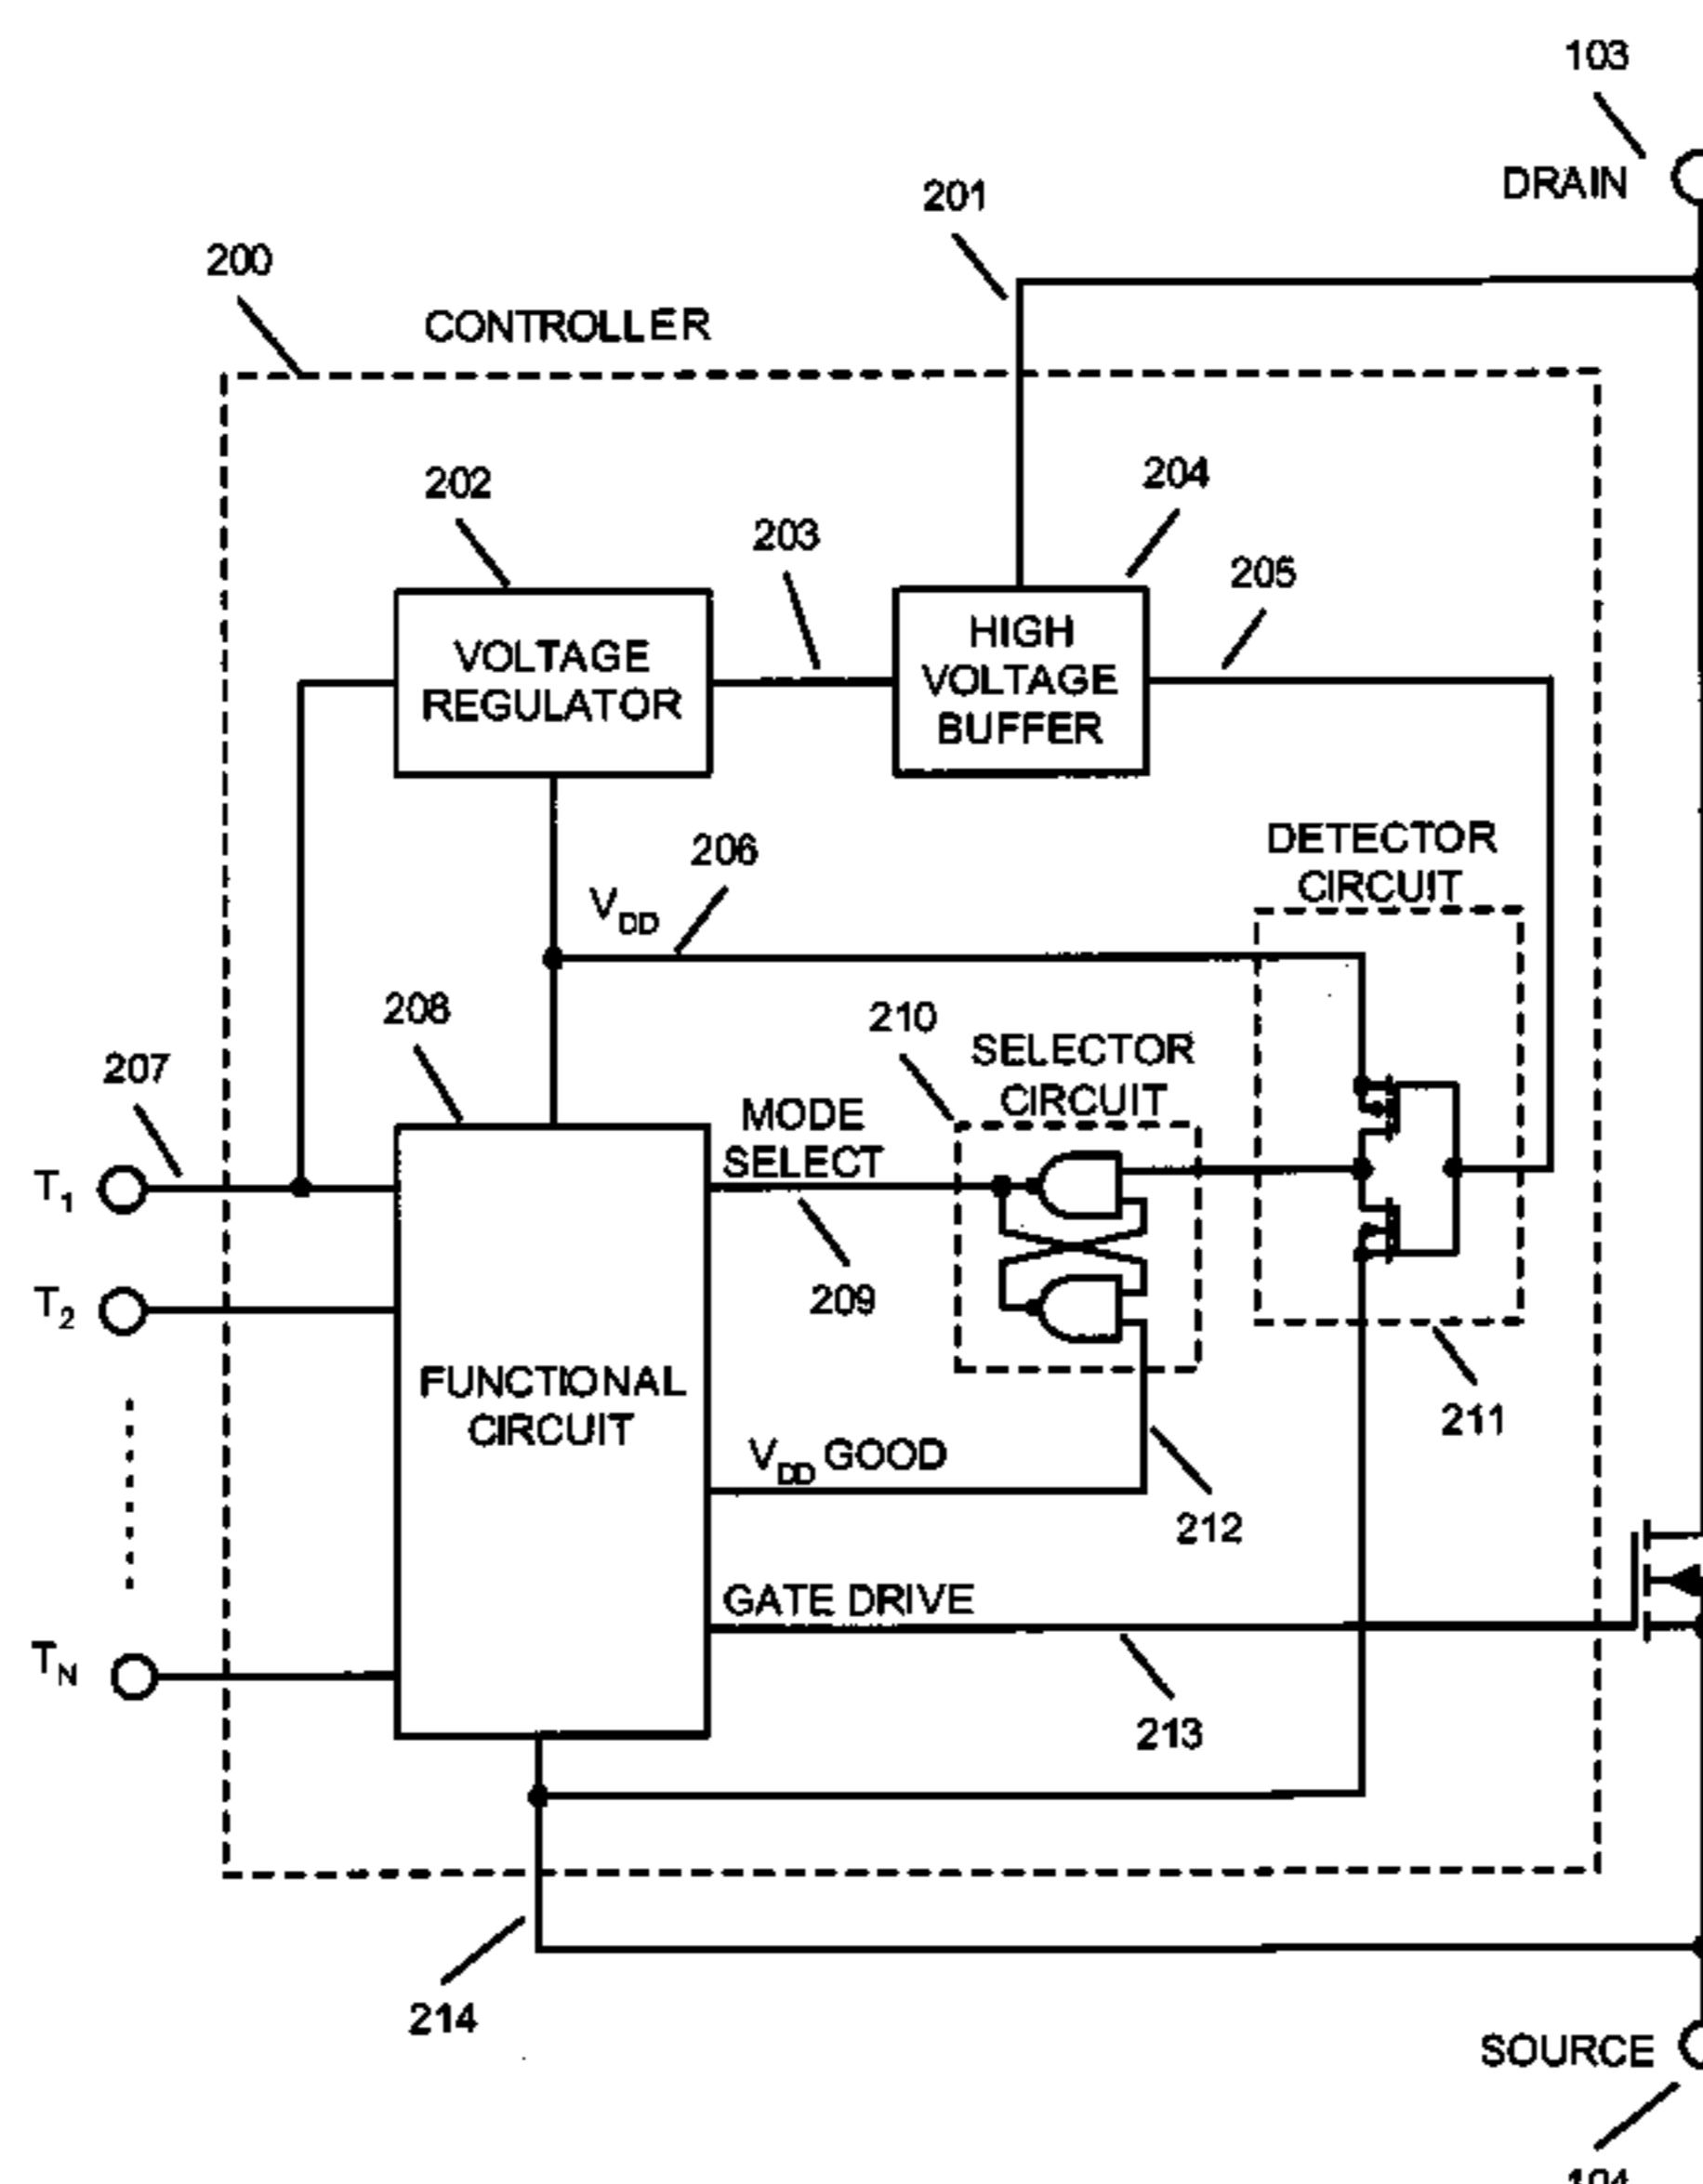 103
DRAIN
201
200
CONTROLLER
202
203
204
205
VOLTAGE
REGULATOR
HIGH
VOLTAGE
BUFFER
206
VDD
DETECTOR
CIRCUIT
208
210
SELECTOR
CIRCUIT
207
MODE
SELECT
T1
209
T2
FUNCTIONAL
CIRCUIT
211
VDD GOOD
212
GATE DRIVE
TN
213
214
SOURCE
104